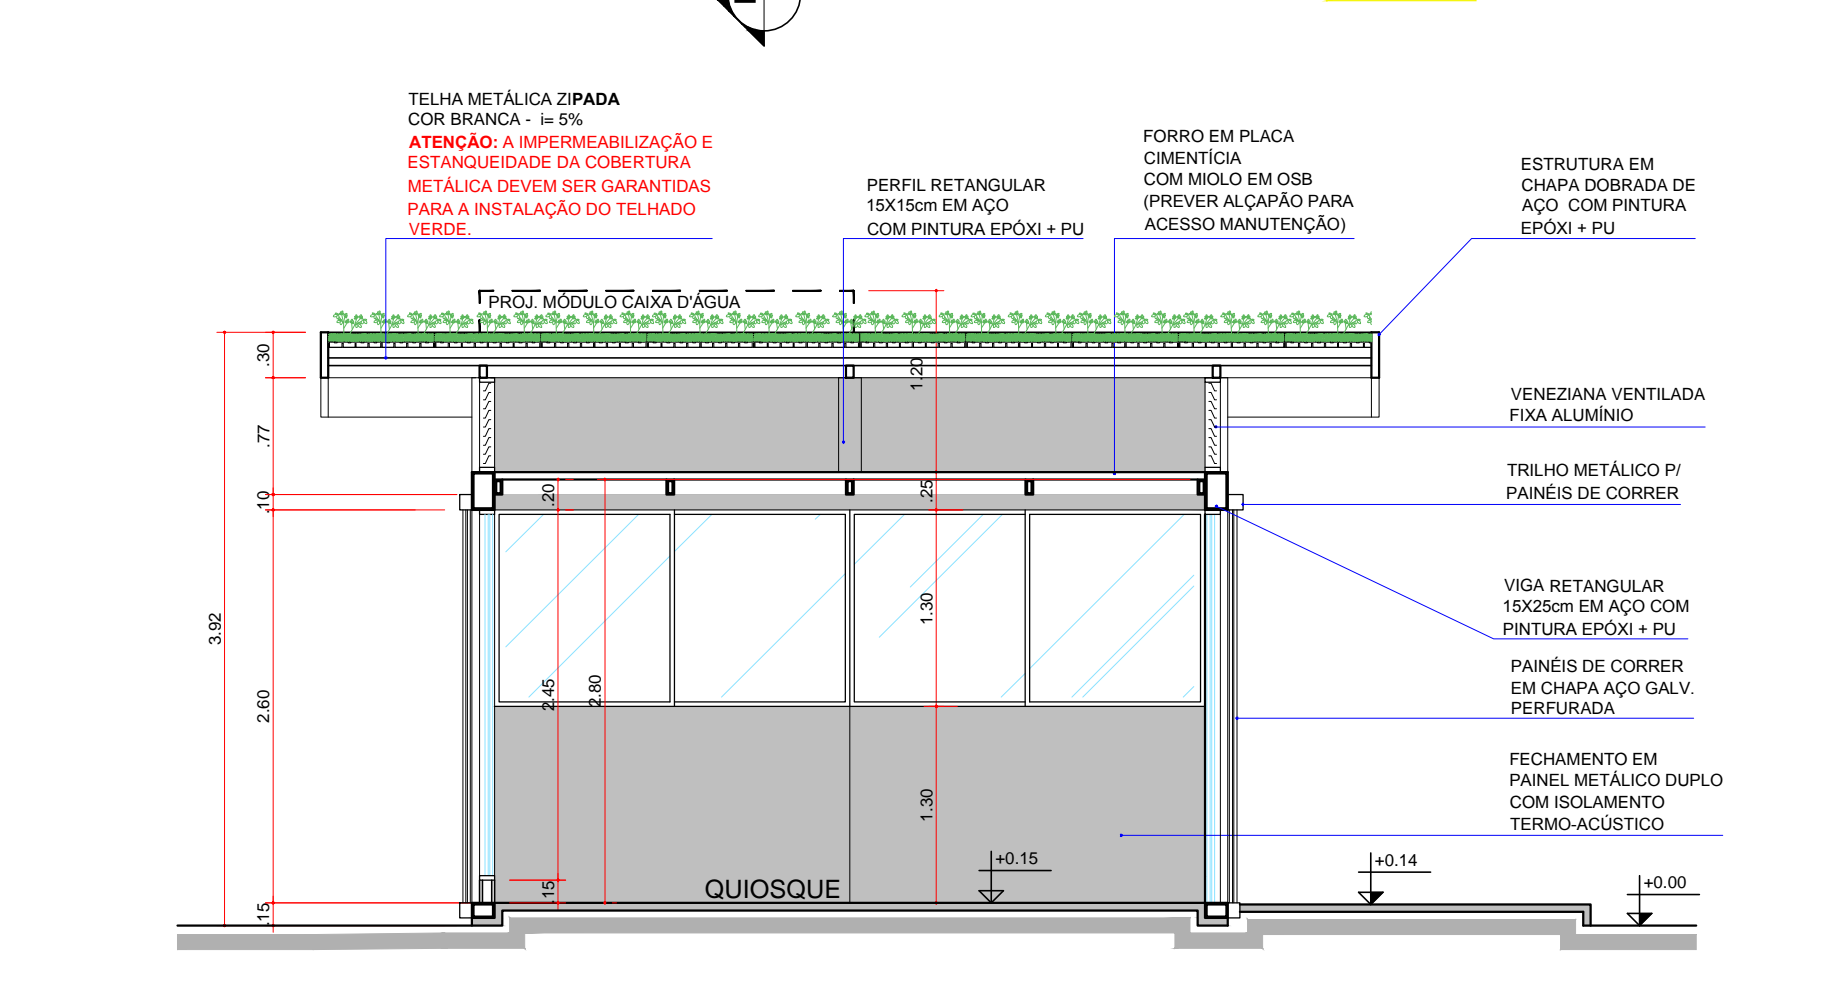 TELHA METÁLICA ZIPADA
COR BRANCA - i= 5%
ATENÇÃO: A IMPERMEABILIZAÇÃO E
ESTANQUEIDADE DA COBERTURA
METÁLICA DEVEM SER GARANTIDAS
PARA A INSTALAÇÃO DO TELHADO
VERDE.
PERFIL RETANGULAR
15X15cm EM AÇO
COM PINTURA EPÓXI + PU
FORRO EM PLACA
CIMENTÍCIA
COM MIOLO EM OSB
(PREVER ALÇAPÃO PARA
ACESSO MANUTENÇÃO)
ESTRUTURA EM
CHAPA DOBRADA DE
AÇO COM PINTURA
EPÓXI + PU
PROJ. MÓDULO CAIXA D'ÁGUA
.30
1.20
VENEZIANA VENTILADA
FIXA ALUMÍNIO
.77
TRILHO METÁLICO P/
PAINÉIS DE CORRER
.10
.20
.25
3.92
2.60
2.45
2.80
1.30
VIGA RETANGULAR
15X25cm EM AÇO COM
PINTURA EPÓXI + PU
PAINÉIS DE CORRER
EM CHAPA AÇO GALV.
PERFURADA
FECHAMENTO EM
PAINEL METÁLICO DUPLO
COM ISOLAMENTO
TERMO-ACÚSTICO
1.30
+0.15
+0.14
+0.00
QUIOSQUE
.15
.15